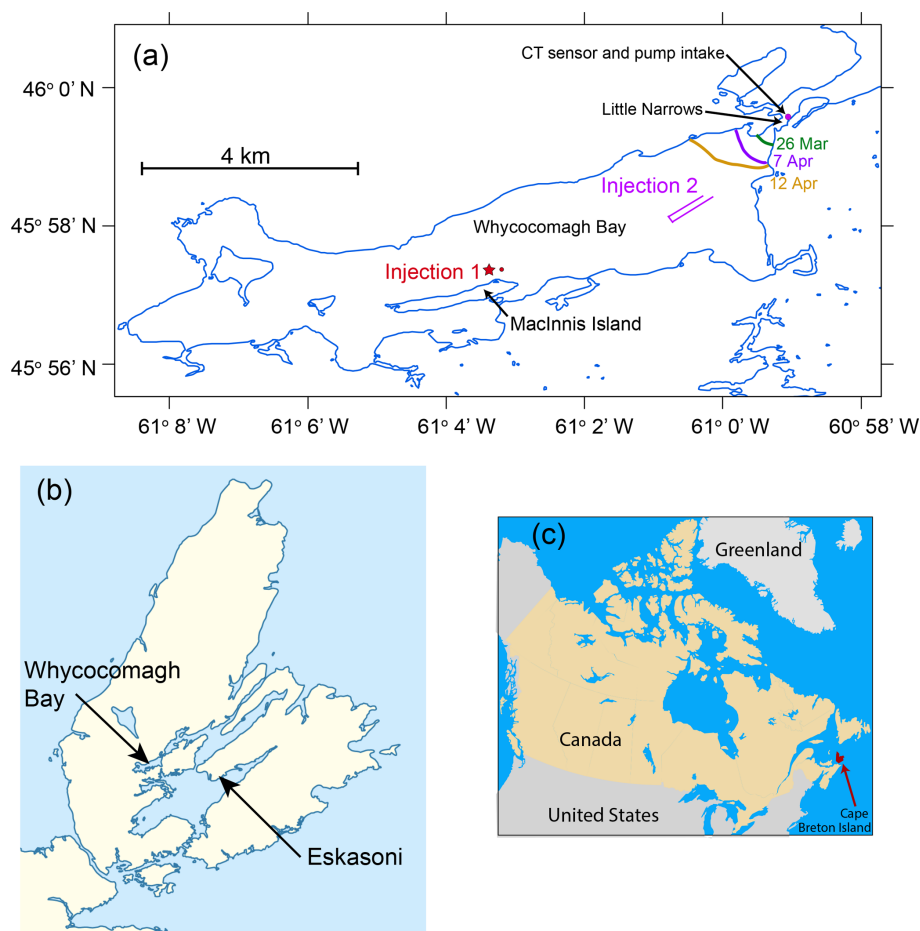 (a)
CT sensor and pump intake
46° 0’ N
Little Narrows
26 Mar
4 km
7 Apr
12 Apr
Injection 2
45° 58’ N
Whycocomagh Bay
Injection 1
MacInnis Island
45° 56’ N
61° 8’ W
61° 6’ W
61° 4’ W
61° 2’ W
61° 0’ W
60° 58’ W
(b)
Whycocomagh
Bay
Eskasoni
(c)
Greenland
Canada
United States
Cape
Breton Island